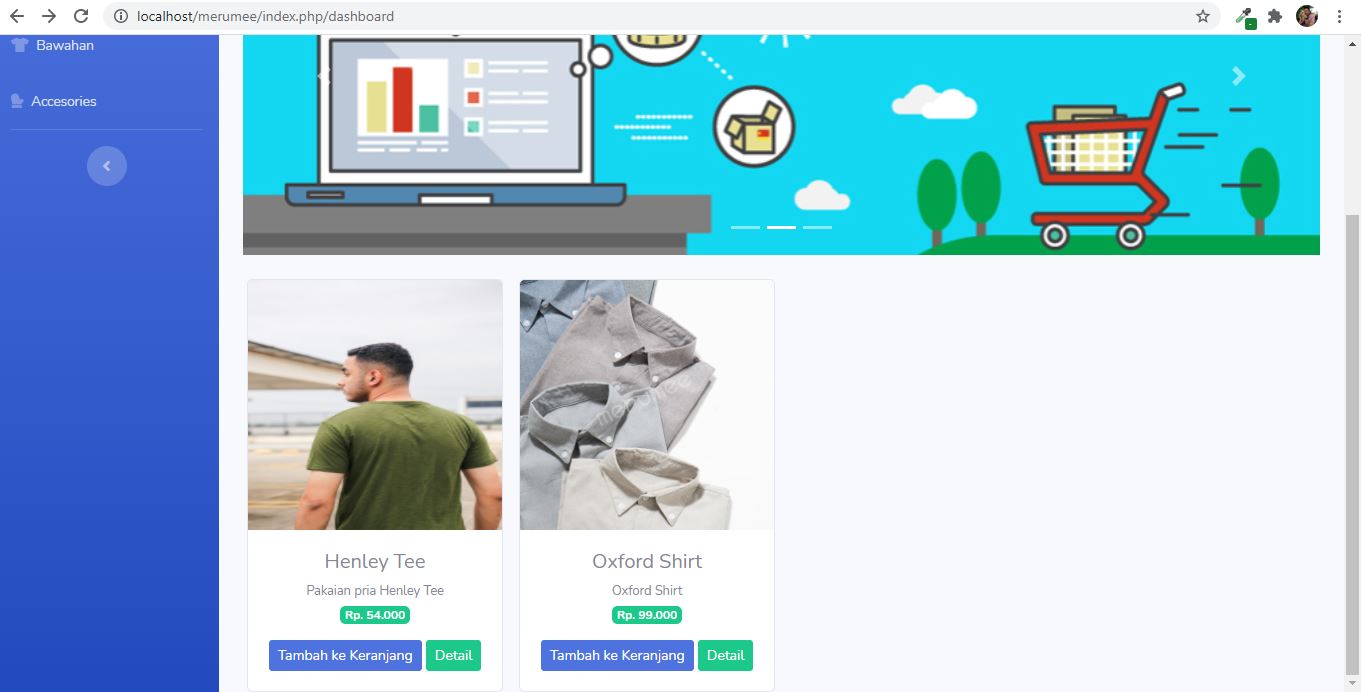 localhost/merumee/index.php/dashboard
Bawahan
Accesories
merumee
Henley Tee
Pakaian pria Henley Tee
Rp. 54.000
Tambah ke Keranjang
Detail
Oxford Shirt
Oxford Shirt
Rp. 99.000
Tambah ke Keranjang
Detail